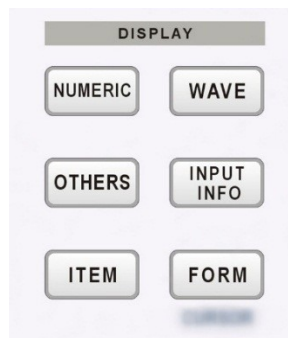 DISPLAY
NUMERIC
WAVE
OTHERS
INPUT
INFO
ITEM
FORM